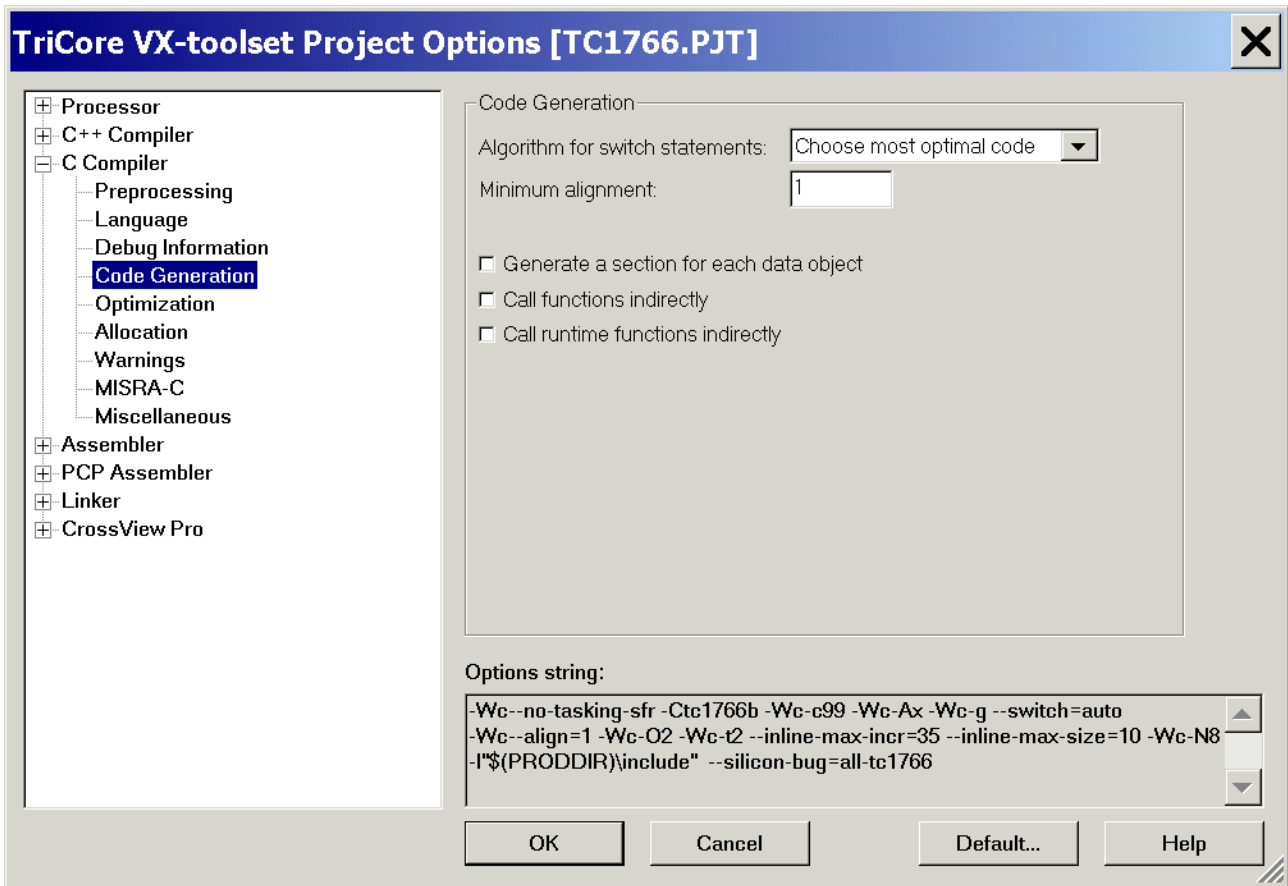 TriCore VX-toolset Project Options [TC1766.PJT]
Processor
C++ Compiler
C Compiler
Preprocessing
Language
Debug Information
Code Generation
Optimization
Allocation
Warnings
MISRA-C
Miscellaneous
Assembler
PCP Assembler
Linker
CrossView Pro
Code Generation
Algorithm for switch statements: Choose most optimal code
Minimum alignment: 1
Generate a section for each data object
Call functions indirectly
Call runtime functions indirectly
Options string:
-Wc--no-tasking-sfr -Ctc1766b -Wc-c99 -Wc-Ax -Wc-g --switch=auto
-Wc--align=1 -Wc-O2 -Wc-t2 --inline-max-incr=35 --inline-max-size=10 -Wc-N8
-I"$(PRODDIR)\include" --silicon-bug=all-tc1766
OK Cancel Default... Help